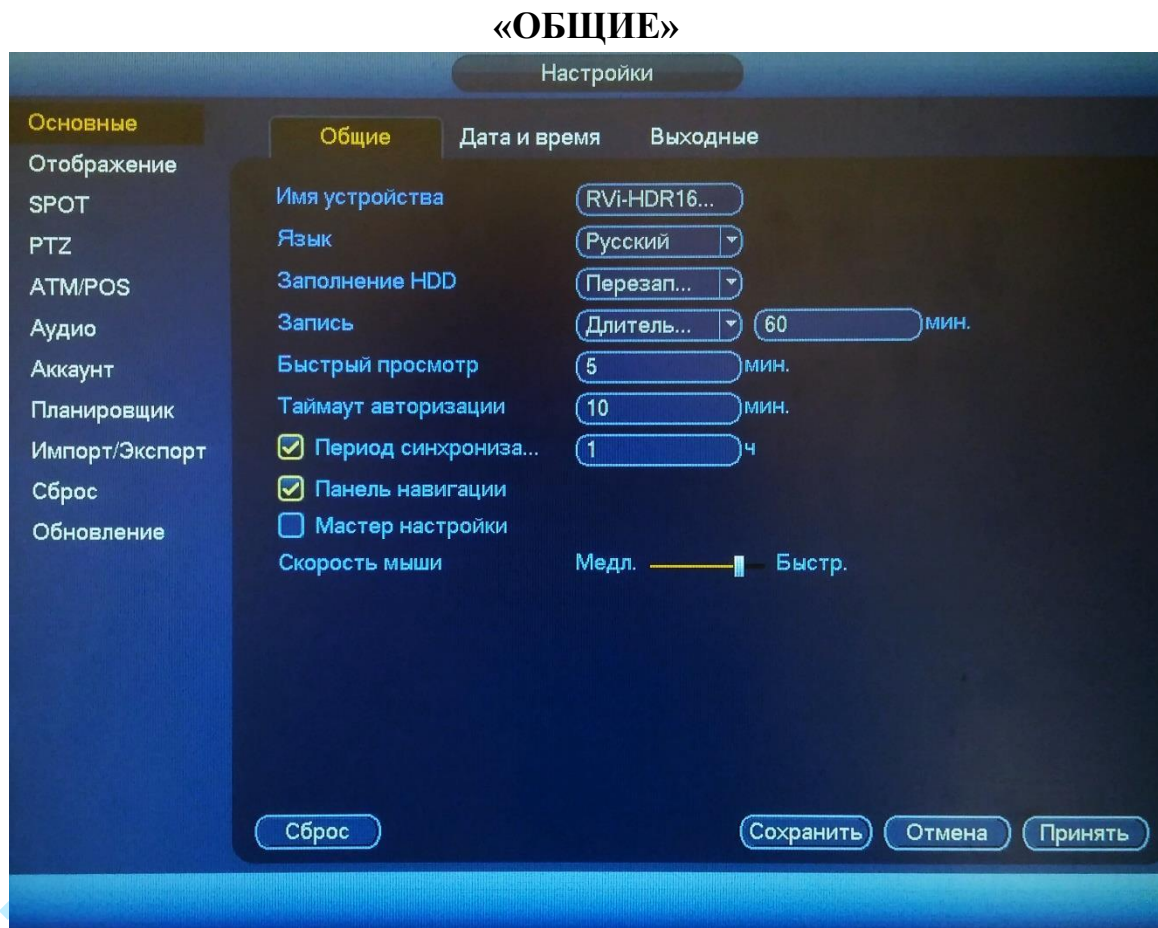 «ОБЩИЕ»
Настройки
Основные
Отображение
SPOT
PTZ
ATM/POS
Аудио
Аккаунт
Планировщик
Импорт/Экспорт
Сброс
Обновление
Общие Дата и время Выходные
Имя устройства RVi-HDR16...
Язык Русский
Заполнение HDD Перезап...
Запись Длитель... 60 мин.
Быстрый просмотр 5 мин.
Таймаут авторизации 10 мин.
Период синхрониза... 1 ч
Панель навигации
Мастер настройки
Скорость мыши Медл. Быстр.
Сброс Сохранить Отмена Принять